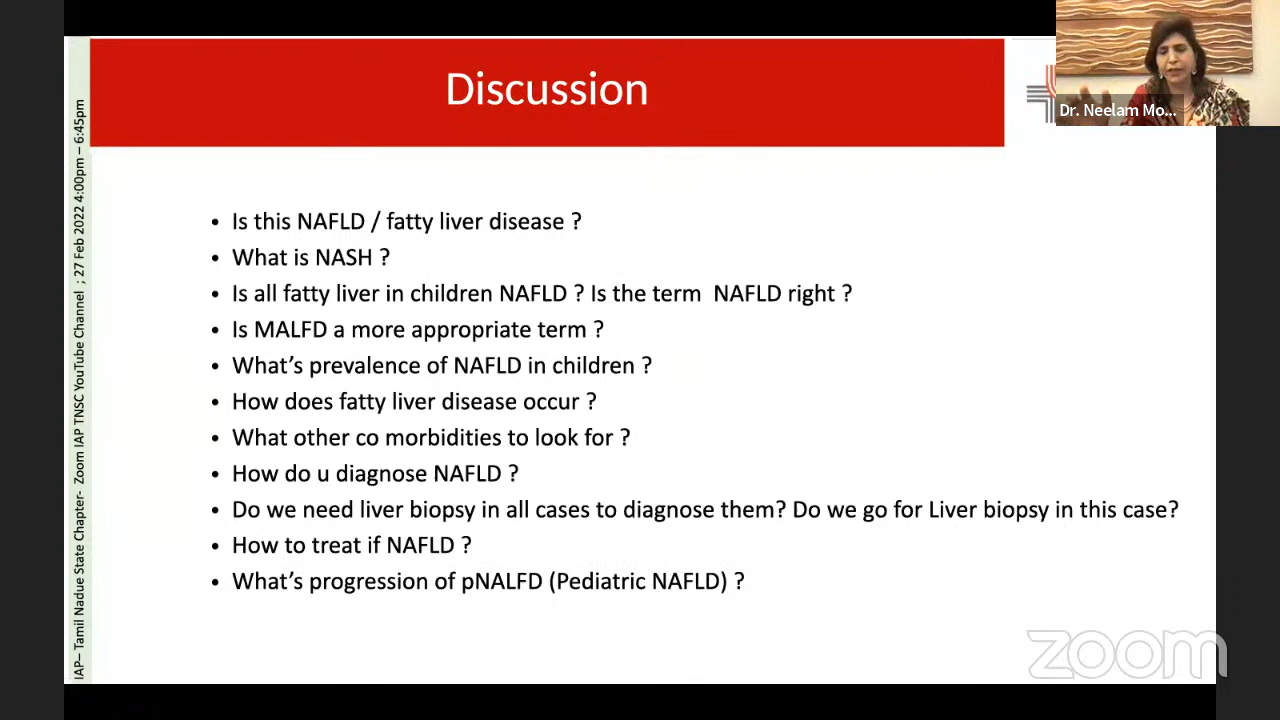 Discussion
Dr. Neelam Mo...
• Is this NAFLD / fatty liver disease ?
• What is NASH ?
• Is all fatty liver in children NAFLD ? Is the term NAFLD right ?
• Is MALFD a more appropriate term ?
• What's prevalence of NAFLD in children ?
• How does fatty liver disease occur ?
• What other co morbidities to look for ?
• How do u diagnose NAFLD ?
• Do we need liver biopsy in all cases to diagnose them? Do we go for Liver biopsy in this case?
• How to treat if NAFLD ?
• What's progression of pNALFD (Pediatric NAFLD) ?
IAP– Tamil Nadue State Chapter- Zoom IAP TNSC YouTube Channel ; 27 Feb 2022 4:00pm – 6:45pm
zoom